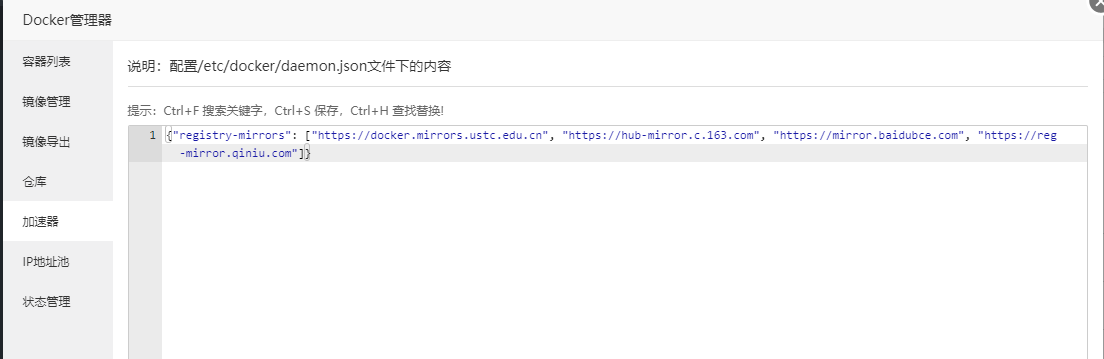 Docker管理器
容器列表
镜像管理
镜像导出
仓库
加速器
IP地址池
状态管理
说明：配置/etc/docker/daemon.json文件下的内容
提示：Ctrl+F 搜索关键字，Ctrl+S 保存，Ctrl+H 查找替换!
1
{"registry-mirrors": ["https://docker.mirrors.ustc.edu.cn", "https://hub-mirror.c.163.com", "https://mirror.baidubce.com", "https://reg
-mirror.qiniu.com"]}